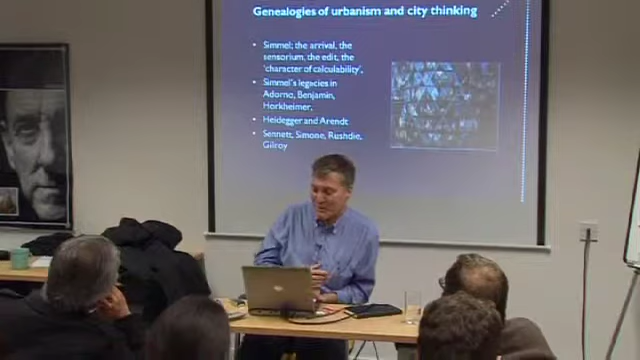 Genealogies of urbanism and city thinking
• Simmel; the arrival, the
sensorium, the edit, the
'character of calculability',
• Simmel's legacies in
Adorno, Benjamin,
Horkheimer,
• Heidegger and Arendt
• Sennett, Simone, Rushdie,
Gilroy